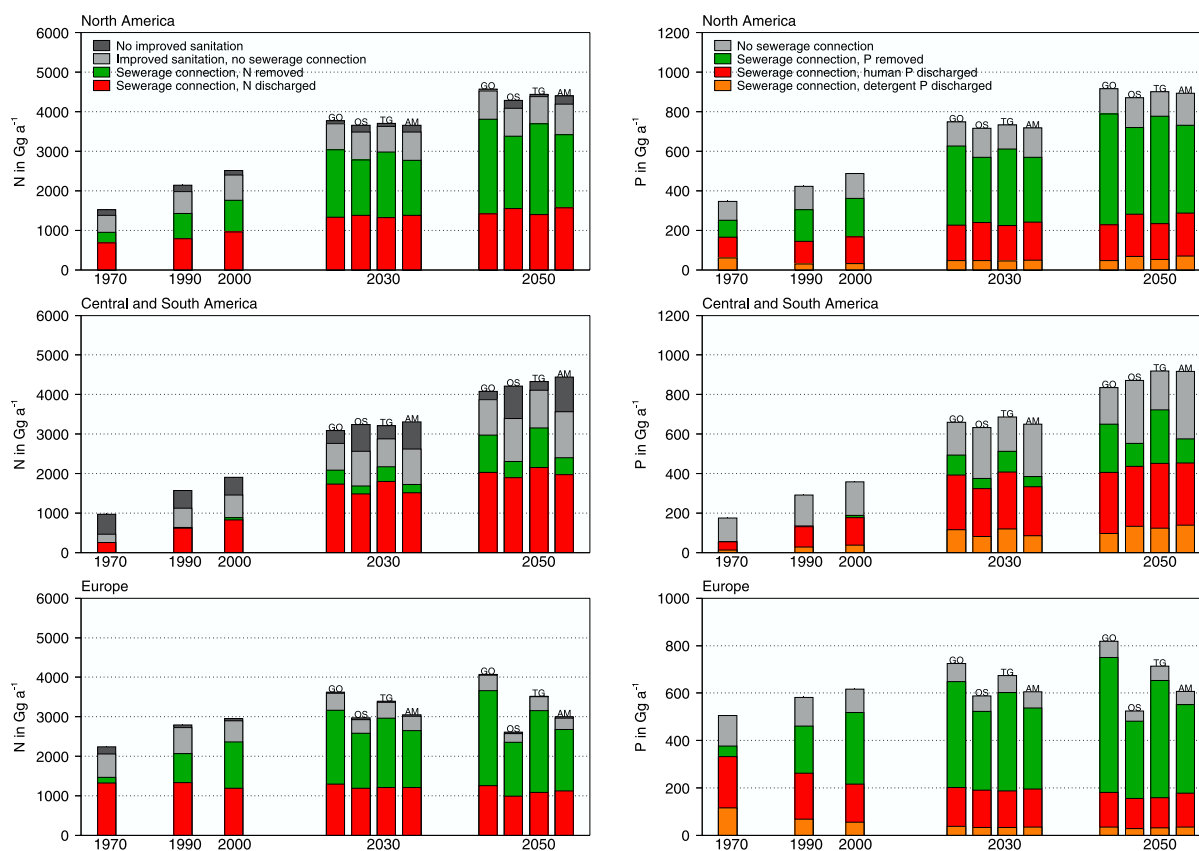 North America
6000
5000
4000
3000
2000
1000
0
N in Gg a⁻¹
No improved sanitation
Improved sanitation, no sewerage connection
Sewerage connection, N removed
Sewerage connection, N discharged
GO OS TG AM
GO OS TG AM
1970 1990 2000 2030 2050
North America
1200
1000
800
600
400
200
0
P in Gg a⁻¹
No sewerage connection
Sewerage connection, P removed
Sewerage connection, human P discharged
Sewerage connection, detergent P discharged
GO OS TG AM
GO OS TG AM
1970 1990 2000 2030 2050
Central and South America
6000
5000
4000
3000
2000
1000
0
N in Gg a⁻¹
GO OS TG AM
GO OS TG AM
1970 1990 2000 2030 2050
Central and South America
1200
1000
800
600
400
200
0
P in Gg a⁻¹
GO OS TG AM
GO OS TG AM
1970 1990 2000 2030 2050
Europe
6000
5000
4000
3000
2000
1000
0
N in Gg a⁻¹
GO OS TG AM
GO OS TG AM
1970 1990 2000 2030 2050
Europe
1000
800
600
400
200
0
P in Gg a⁻¹
GO OS TG AM
GO OS TG AM
1970 1990 2000 2030 2050